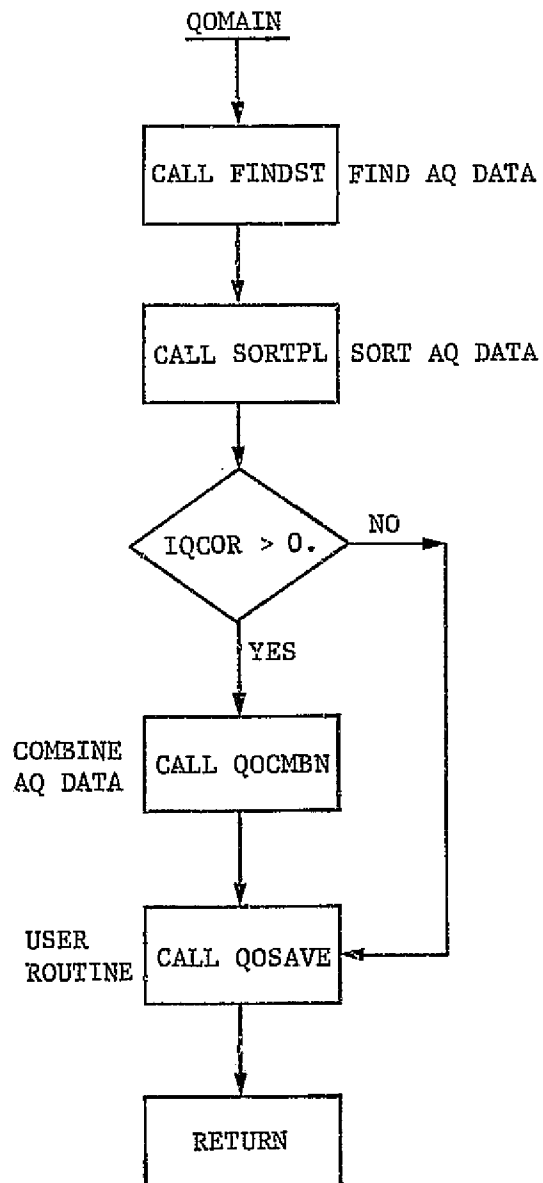 QOMAIN
CALL FINDST
FIND AQ DATA
CALL SORTPL
SORT AQ DATA
IQCOR > 0.
NO
YES
COMBINE
AQ DATA
CALL QOCMBN
USER
ROUTINE
CALL QOSAVE
RETURN